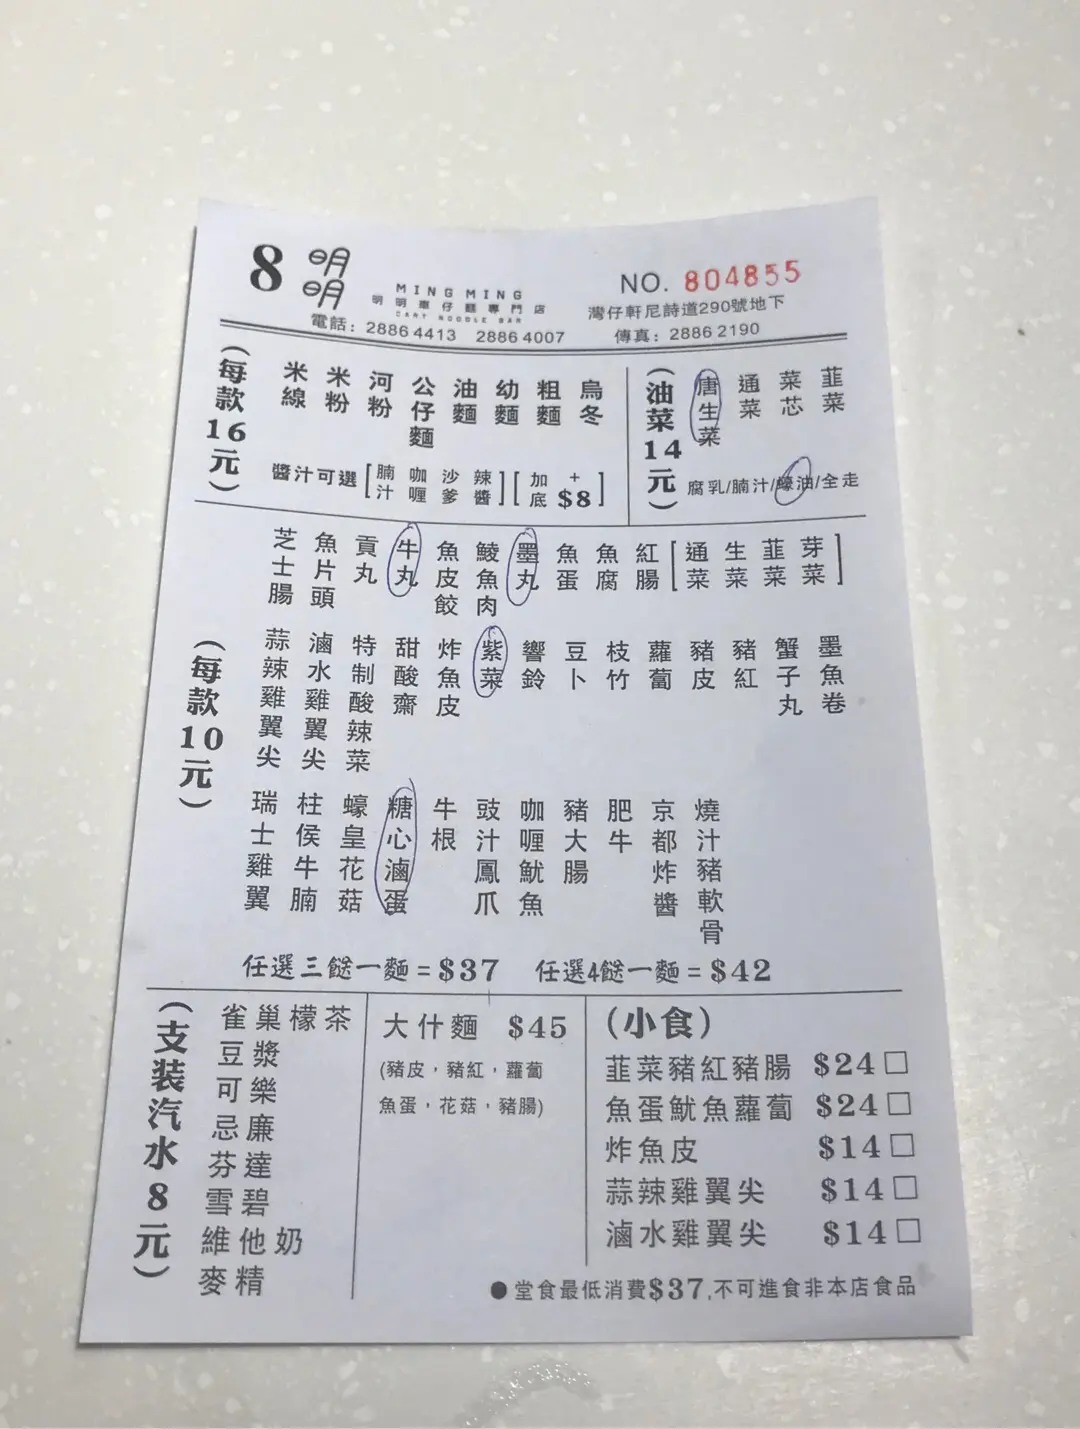 8 明明
MING MING
明明車仔麵專門店
CART NOODLE BAR
NO. 804855
灣仔軒尼詩道290號地下
電話：2886 4413 2886 4007
傳真：2886 2190
（每款16元）
米線
米粉
河粉
公仔麵
油麵
幼麵
粗麵
烏冬
醬汁可選［腩汁 咖喱 沙爹 辣醬］［加底 +$8］
（油菜14元）
唐生菜
通菜
菜芯
韮菜
腐乳/腩汁/蠔油/全走
（每款10元）
芝士腸
魚片頭
貢丸
牛丸
魚皮餃
鯪魚肉
墨丸
魚蛋
魚腐
紅腸
［通菜 生菜 韮菜 芽菜］
蒜辣雞翼尖
滷水雞翼尖
特制酸辣菜
甜酸齋
炸魚皮
紫菜
響鈴
豆卜
枝竹
蘿蔔
豬皮
豬紅
蟹子丸
墨魚卷
瑞士雞翼
柱侯牛腩
蠔皇花菇
糖心滷蛋
牛根
豉汁鳳爪
咖喱魷魚
豬大腸
肥牛
京都炸醬
燒汁豬軟骨
任選三餸一麵=$37 任選4餸一麵=$42
（支装汽水8元）
雀巢檬茶
豆漿
可樂
忌廉
芬達
雪碧
維他奶
麥精
大什麵 $45
(豬皮，豬紅，蘿蔔
魚蛋，花菇，豬腸)
(小食)
韮菜豬紅豬腸 $24□
魚蛋魷魚蘿蔔 $24□
炸魚皮 $14□
蒜辣雞翼尖 $14□
滷水雞翼尖 $14□
●堂食最低消費$37,不可進食非本店食品